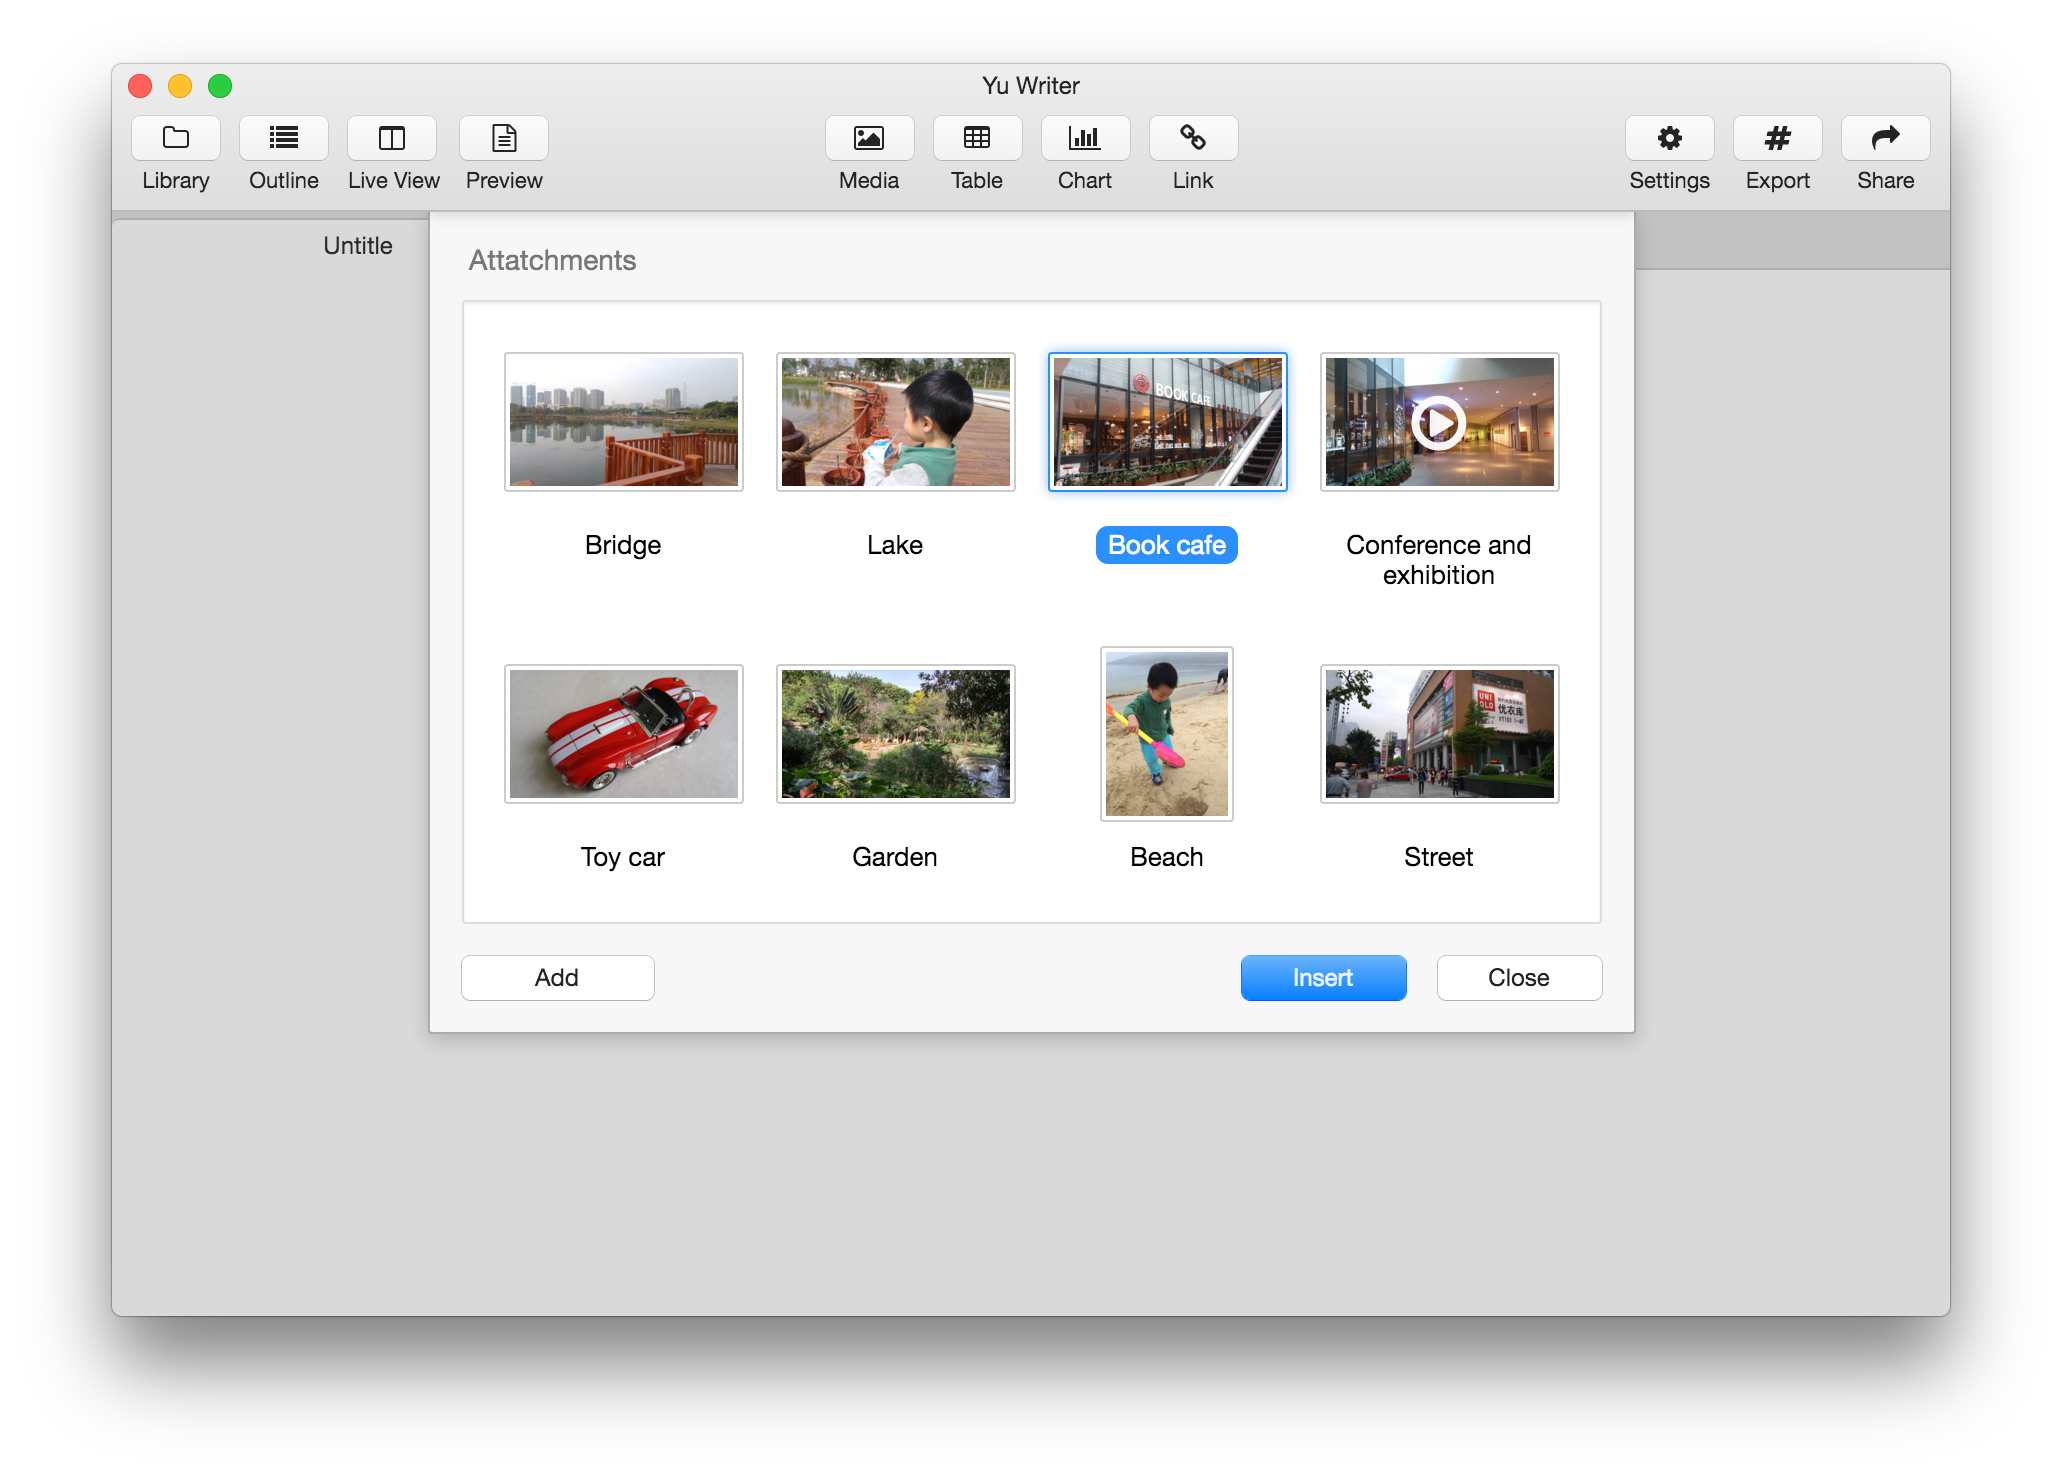 Yu Writer
Library
Outline
Live View
Preview
Media
Table
Chart
Link
Settings
Export
Share
Untitle
Attatchments
BOOK CAFE
Bridge
Lake
Book cafe
Conference and
exhibition
UNI
QLO
优衣库
Toy car
Garden
Beach
Street
Add
Insert
Close